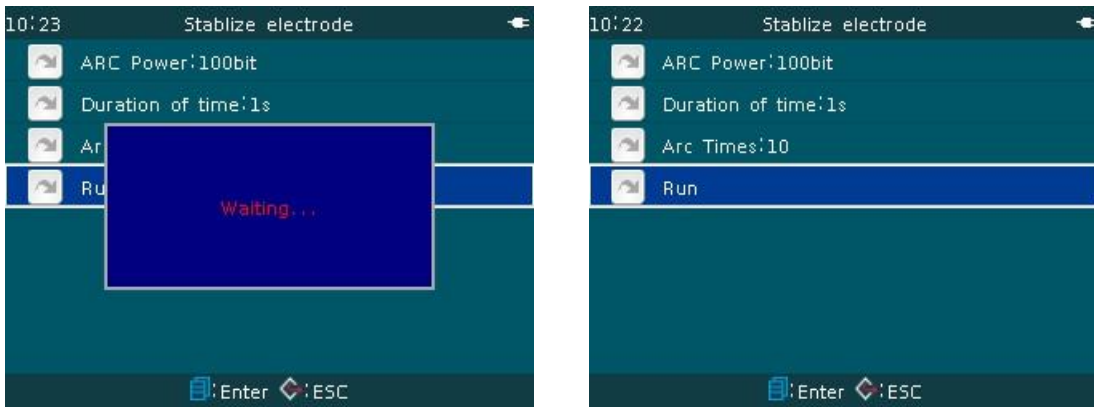 10:23 Stablize electrode
ARC Power:100bit
Duration of time:1s
Ar
Ru
Waiting...
:Enter :ESC
10:22 Stablize electrode
ARC Power:100bit
Duration of time:1s
Arc Times:10
Run
:Enter :ESC